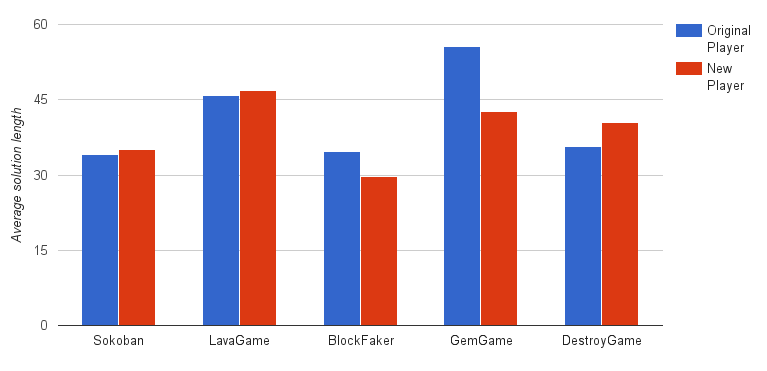 60
45
30
15
0
Average solution length
Sokoban
LavaGame
BlockFaker
GemGame
DestroyGame
Original
Player
New
Player